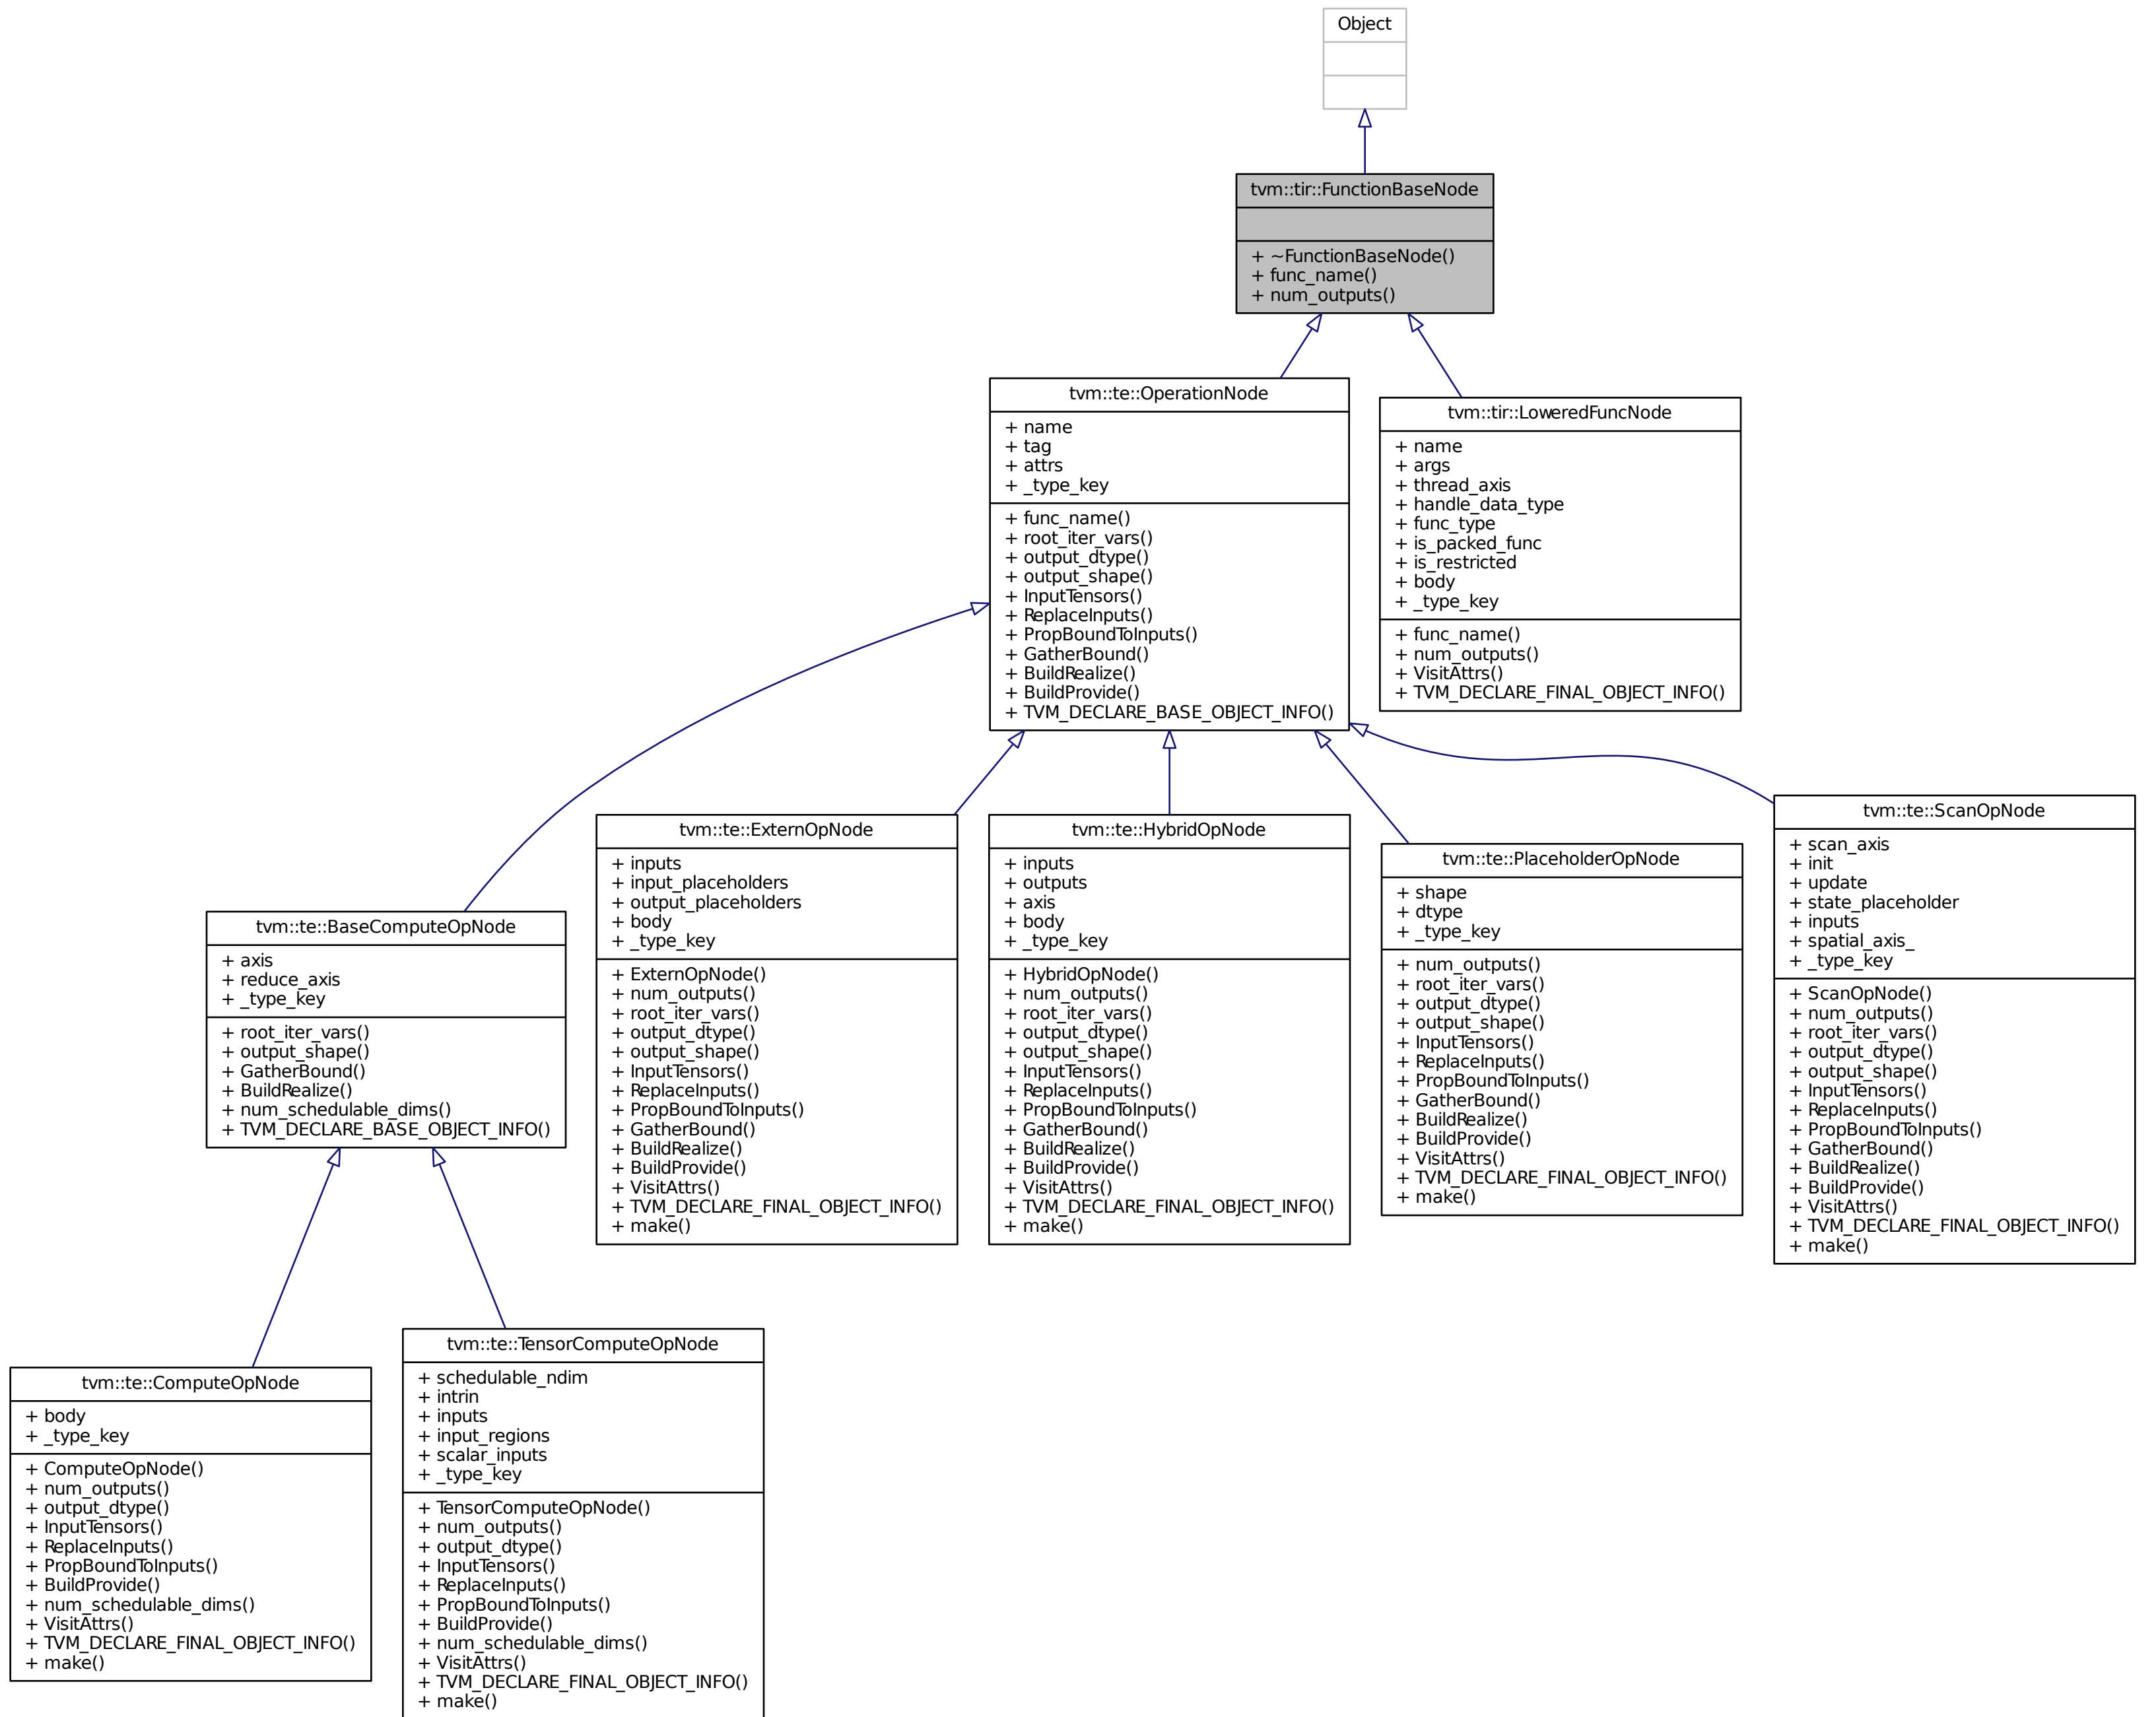 Object
tvm::tir::FunctionBaseNode
+ ~FunctionBaseNode()
+ func_name()
+ num_outputs()
tvm::te::OperationNode
+ name
+ tag
+ attrs
+ _type_key
+ func_name()
+ root_iter_vars()
+ output_dtype()
+ output_shape()
+ InputTensors()
+ ReplaceInputs()
+ PropBoundToInputs()
+ GatherBound()
+ BuildRealize()
+ BuildProvide()
+ TVM_DECLARE_BASE_OBJECT_INFO()
tvm::tir::LoweredFuncNode
+ name
+ args
+ thread_axis
+ handle_data_type
+ func_type
+ is_packed_func
+ is_restricted
+ body
+ _type_key
+ func_name()
+ num_outputs()
+ VisitAttrs()
+ TVM_DECLARE_FINAL_OBJECT_INFO()
tvm::te::BaseComputeOpNode
+ axis
+ reduce_axis
+ _type_key
+ root_iter_vars()
+ output_shape()
+ GatherBound()
+ BuildRealize()
+ num_schedulable_dims()
+ TVM_DECLARE_BASE_OBJECT_INFO()
tvm::te::ExternOpNode
+ inputs
+ input_placeholders
+ output_placeholders
+ body
+ _type_key
+ ExternOpNode()
+ num_outputs()
+ root_iter_vars()
+ output_dtype()
+ output_shape()
+ InputTensors()
+ ReplaceInputs()
+ PropBoundToInputs()
+ GatherBound()
+ BuildRealize()
+ BuildProvide()
+ VisitAttrs()
+ TVM_DECLARE_FINAL_OBJECT_INFO()
+ make()
tvm::te::HybridOpNode
+ inputs
+ outputs
+ axis
+ body
+ _type_key
+ HybridOpNode()
+ num_outputs()
+ root_iter_vars()
+ output_dtype()
+ output_shape()
+ InputTensors()
+ ReplaceInputs()
+ PropBoundToInputs()
+ GatherBound()
+ BuildRealize()
+ BuildProvide()
+ VisitAttrs()
+ TVM_DECLARE_FINAL_OBJECT_INFO()
+ make()
tvm::te::PlaceholderOpNode
+ shape
+ dtype
+ _type_key
+ num_outputs()
+ root_iter_vars()
+ output_dtype()
+ output_shape()
+ InputTensors()
+ ReplaceInputs()
+ PropBoundToInputs()
+ GatherBound()
+ BuildRealize()
+ BuildProvide()
+ VisitAttrs()
+ TVM_DECLARE_FINAL_OBJECT_INFO()
+ make()
tvm::te::ScanOpNode
+ scan_axis
+ init
+ update
+ state_placeholder
+ inputs
+ spatial_axis_
+ _type_key
+ ScanOpNode()
+ num_outputs()
+ root_iter_vars()
+ output_dtype()
+ output_shape()
+ InputTensors()
+ ReplaceInputs()
+ PropBoundToInputs()
+ GatherBound()
+ BuildRealize()
+ BuildProvide()
+ VisitAttrs()
+ TVM_DECLARE_FINAL_OBJECT_INFO()
+ make()
tvm::te::ComputeOpNode
+ body
+ _type_key
+ ComputeOpNode()
+ num_outputs()
+ output_dtype()
+ InputTensors()
+ ReplaceInputs()
+ PropBoundToInputs()
+ BuildProvide()
+ num_schedulable_dims()
+ VisitAttrs()
+ TVM_DECLARE_FINAL_OBJECT_INFO()
+ make()
tvm::te::TensorComputeOpNode
+ schedulable_ndim
+ intrin
+ inputs
+ input_regions
+ scalar_inputs
+ _type_key
+ TensorComputeOpNode()
+ num_outputs()
+ output_dtype()
+ InputTensors()
+ ReplaceInputs()
+ PropBoundToInputs()
+ BuildProvide()
+ num_schedulable_dims()
+ VisitAttrs()
+ TVM_DECLARE_FINAL_OBJECT_INFO()
+ make()